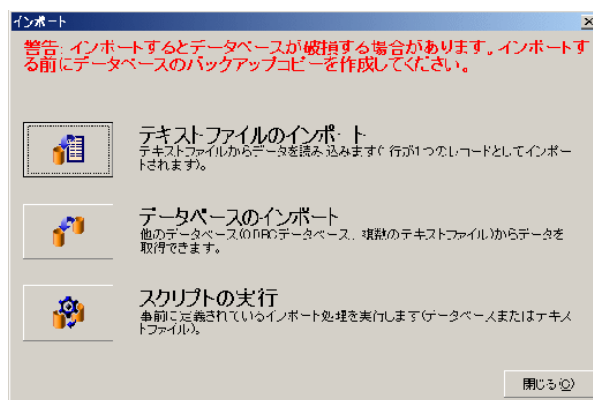 インポート
警告: インポートするとデータベースが破損する場合があります。インポートす
る前にデータベースのバックアップコピーを作成してください。
テキストファイルのインポート
テキストファイルからデータを読み込みます(1行が1つのレコードとしてインポー
トされます)。
データベースのインポート
他のデータベース(ODBCデータベース、複数のテキストファイル)からデータを
取得できます。
スクリプトの実行
事前に定義されているインポート処理を実行します(データベースまたはテキス
トファイル)。
閉じる(C)